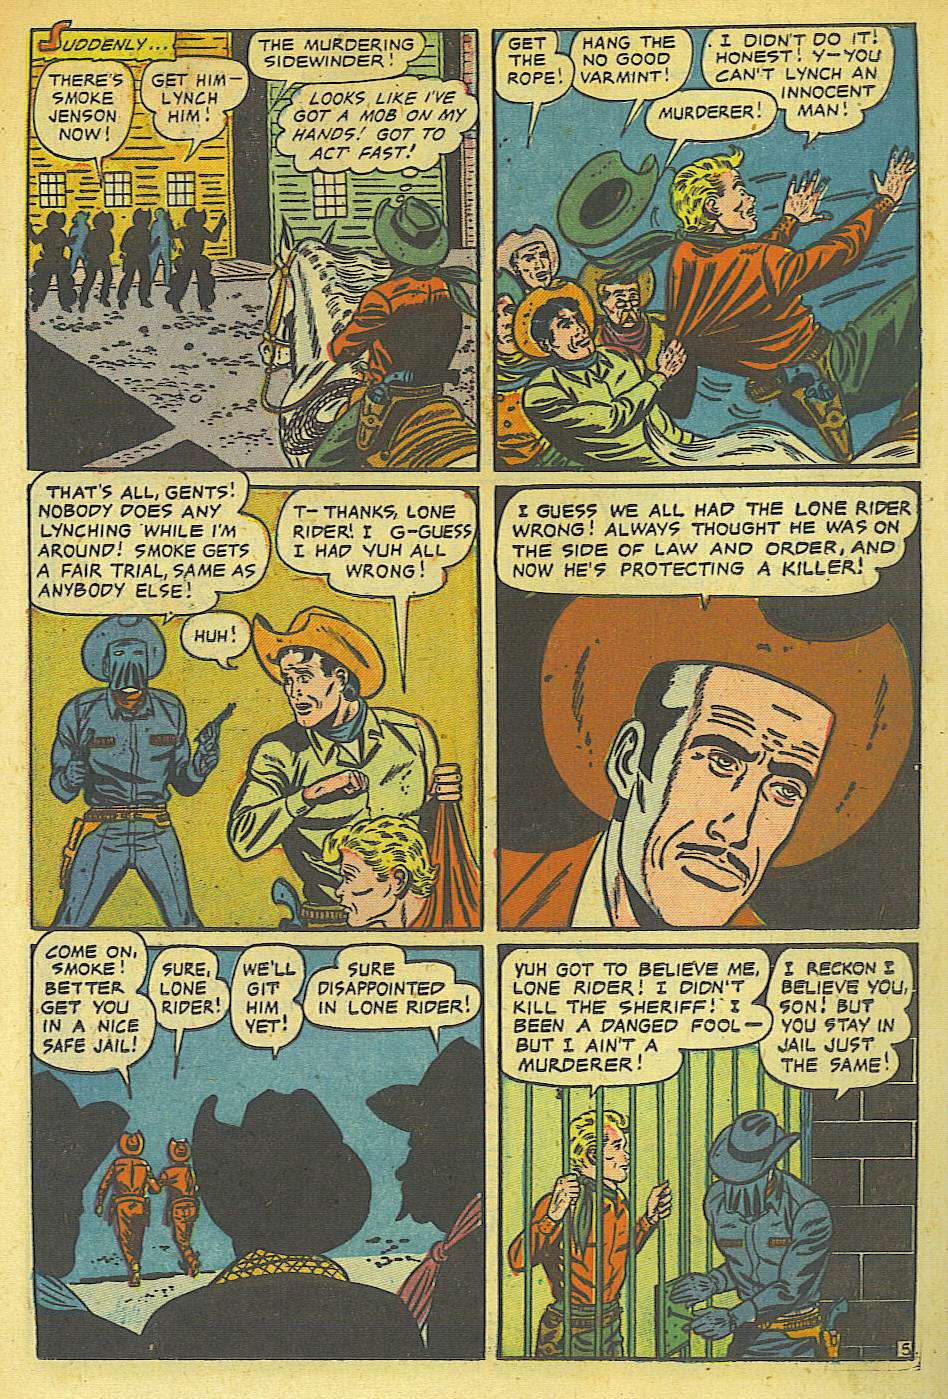 SUDDENLY...
THERE'S
SMOKE
JENSON
NOW!
GET HIM—
LYNCH
HIM!
THE MURDERING
SIDEWINDER!
LOOKS LIKE I'VE
GOT A MOB ON MY
HANDS! GOT TO
ACT FAST!
GET
THE
ROPE!
HANG THE
NO GOOD
VARMINT!
MURDERER!
I DIDN'T DO IT!
HONEST! Y-YOU
CAN'T LYNCH AN
INNOCENT
MAN!
THAT'S ALL, GENTS!
NOBODY DOES ANY
LYNCHING WHILE I'M
AROUND! SMOKE GETS
A FAIR TRIAL, SAME AS
ANYBODY ELSE!
HUH!
T-THANKS, LONE
RIDER! I G-GUESS
I HAD YUH ALL
WRONG!
I GUESS WE ALL HAD THE LONE RIDER
WRONG! ALWAYS THOUGHT HE WAS ON
THE SIDE OF LAW AND ORDER, AND
NOW HE'S PROTECTING A KILLER!
COME ON,
SMOKE!
BETTER
GET YOU
IN A NICE
SAFE JAIL!
SURE,
LONE
RIDER!
WE'LL
GIT
HIM
YET!
SURE
DISAPPOINTED
IN LONE RIDER!
YUH GOT TO BELIEVE ME,
LONE RIDER! I DIDN'T
KILL THE SHERIFF! I
BEEN A DANGED FOOL—
BUT I AIN'T A
MURDERER!
I RECKON I
BELIEVE YOU,
SON! BUT
YOU STAY IN
JAIL JUST
THE SAME!
5